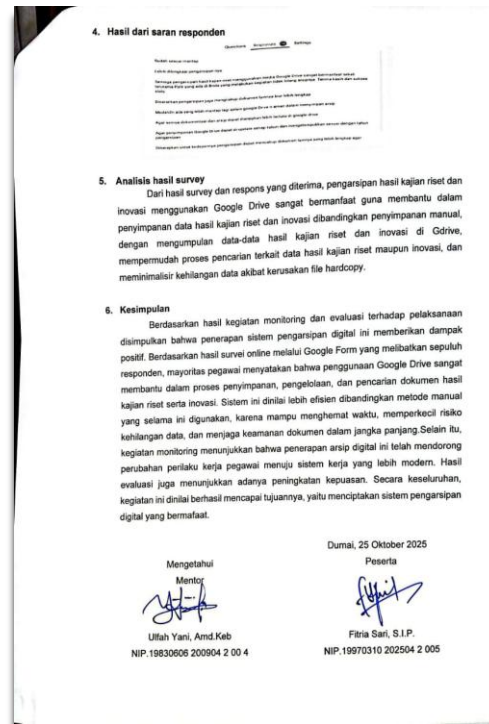 4. Hasil dari saran responden
Questions Responses Settings
Sudah sesuai mantap
5. Analisis hasil survey
Dari hasil survey dan respons yang diterima, pengarsipan hasil kajian riset dan
inovasi menggunakan Google Drive sangat bermanfaat guna membantu dalam
penyimpanan data hasil kajian riset dan inovasi dibandingkan penyimpanan manual,
dengan mengumpulan data-data hasil kajian riset dan inovasi di Gdrive,
mempermudah proses pencarian terkait data hasil kajian riset maupun inovasi, dan
meminimalisir kehilangan data akibat kerusakan file hardcopy.
6. Kesimpulan
Berdasarkan hasil kegiatan monitoring dan evaluasi terhadap pelaksanaan
disimpulkan bahwa penerapan sistem pengarsipan digital ini memberikan dampak
positif. Berdasarkan hasil survei online melalui Google Form yang melibatkan sepuluh
responden, mayoritas pegawai menyatakan bahwa penggunaan Google Drive sangat
membantu dalam proses penyimpanan, pengelolaan, dan pencarian dokumen hasil
kajian riset serta inovasi. Sistem ini dinilai lebih efisien dibandingkan metode manual
yang selama ini digunakan, karena mampu menghemat waktu, memperkecil risiko
kehilangan data, dan menjaga keamanan dokumen dalam jangka panjang.Selain itu,
kegiatan monitoring menunjukkan bahwa penerapan arsip digital ini telah mendorong
perubahan perilaku kerja pegawai menuju sistem kerja yang lebih modern. Hasil
evaluasi juga menunjukkan adanya peningkatan kepuasan. Secara keseluruhan,
kegiatan ini dinilai berhasil mencapai tujuannya, yaitu menciptakan sistem pengarsipan
digital yang bermafaat.
Dumai, 25 Oktober 2025
Mengetahui
Mentor
Ulfah Yani, Amd.Keb
NIP.19830606 200904 2 00 4
Peserta
Fitria Sari, S.I.P.
NIP.19970310 202504 2 005